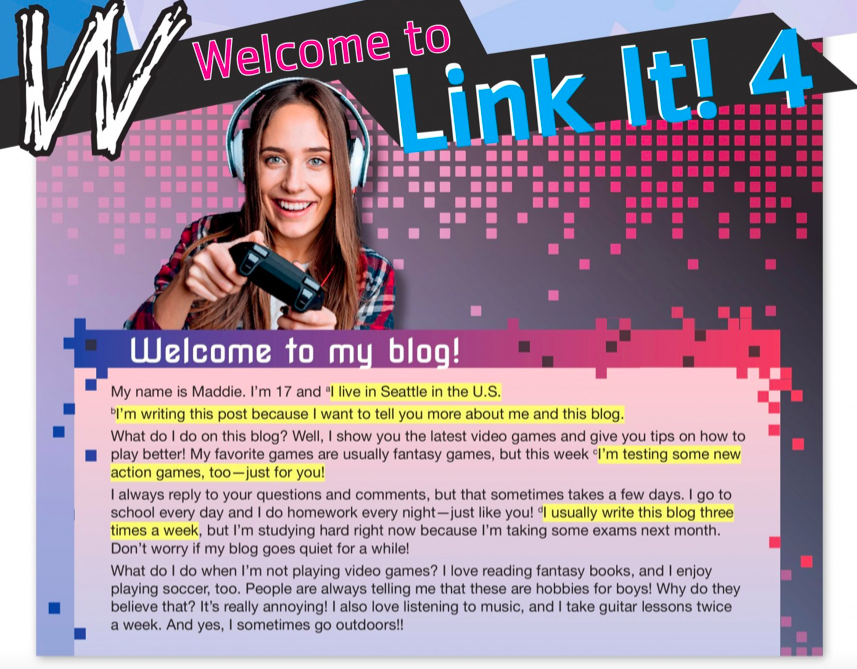 W
Welcome to
Link It! 4
Welcome to my blog!
My name is Maddie. I'm 17 and ªI live in Seattle in the U.S.
ᵇI'm writing this post because I want to tell you more about me and this blog.
What do I do on this blog? Well, I show you the latest video games and give you tips on how to
play better! My favorite games are usually fantasy games, but this week ᶜI'm testing some new
action games, too—just for you!
I always reply to your questions and comments, but that sometimes takes a few days. I go to
school every day and I do homework every night—just like you! ᵈI usually write this blog three
times a week, but I'm studying hard right now because I'm taking some exams next month.
Don't worry if my blog goes quiet for a while!
What do I do when I'm not playing video games? I love reading fantasy books, and I enjoy
playing soccer, too. People are always telling me that these are hobbies for boys! Why do they
believe that? It's really annoying! I also love listening to music, and I take guitar lessons twice
a week. And yes, I sometimes go outdoors!!